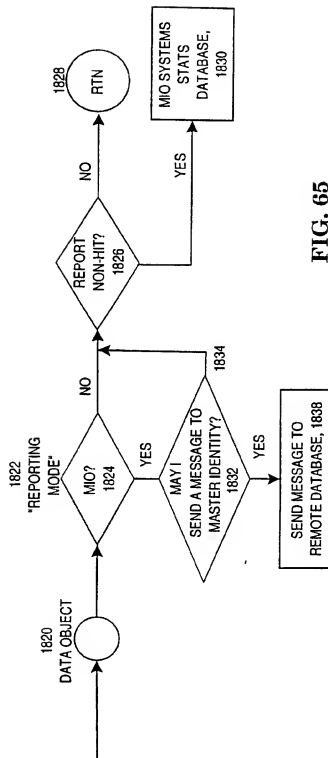 1820
DATA OBJECT
1822
"REPORTING
MODE"
MIO?
1824
NO
YES
MAY I
SEND A MESSAGE TO
MASTER IDENTITY?
1832
1834
YES
SEND MESSAGE TO
REMOTE DATABASE, 1838
REPORT
NON-HIT?
1826
NO
1828
RTN
YES
MIO SYSTEMS
STATS
DATABASE,
1830
FIG. 65